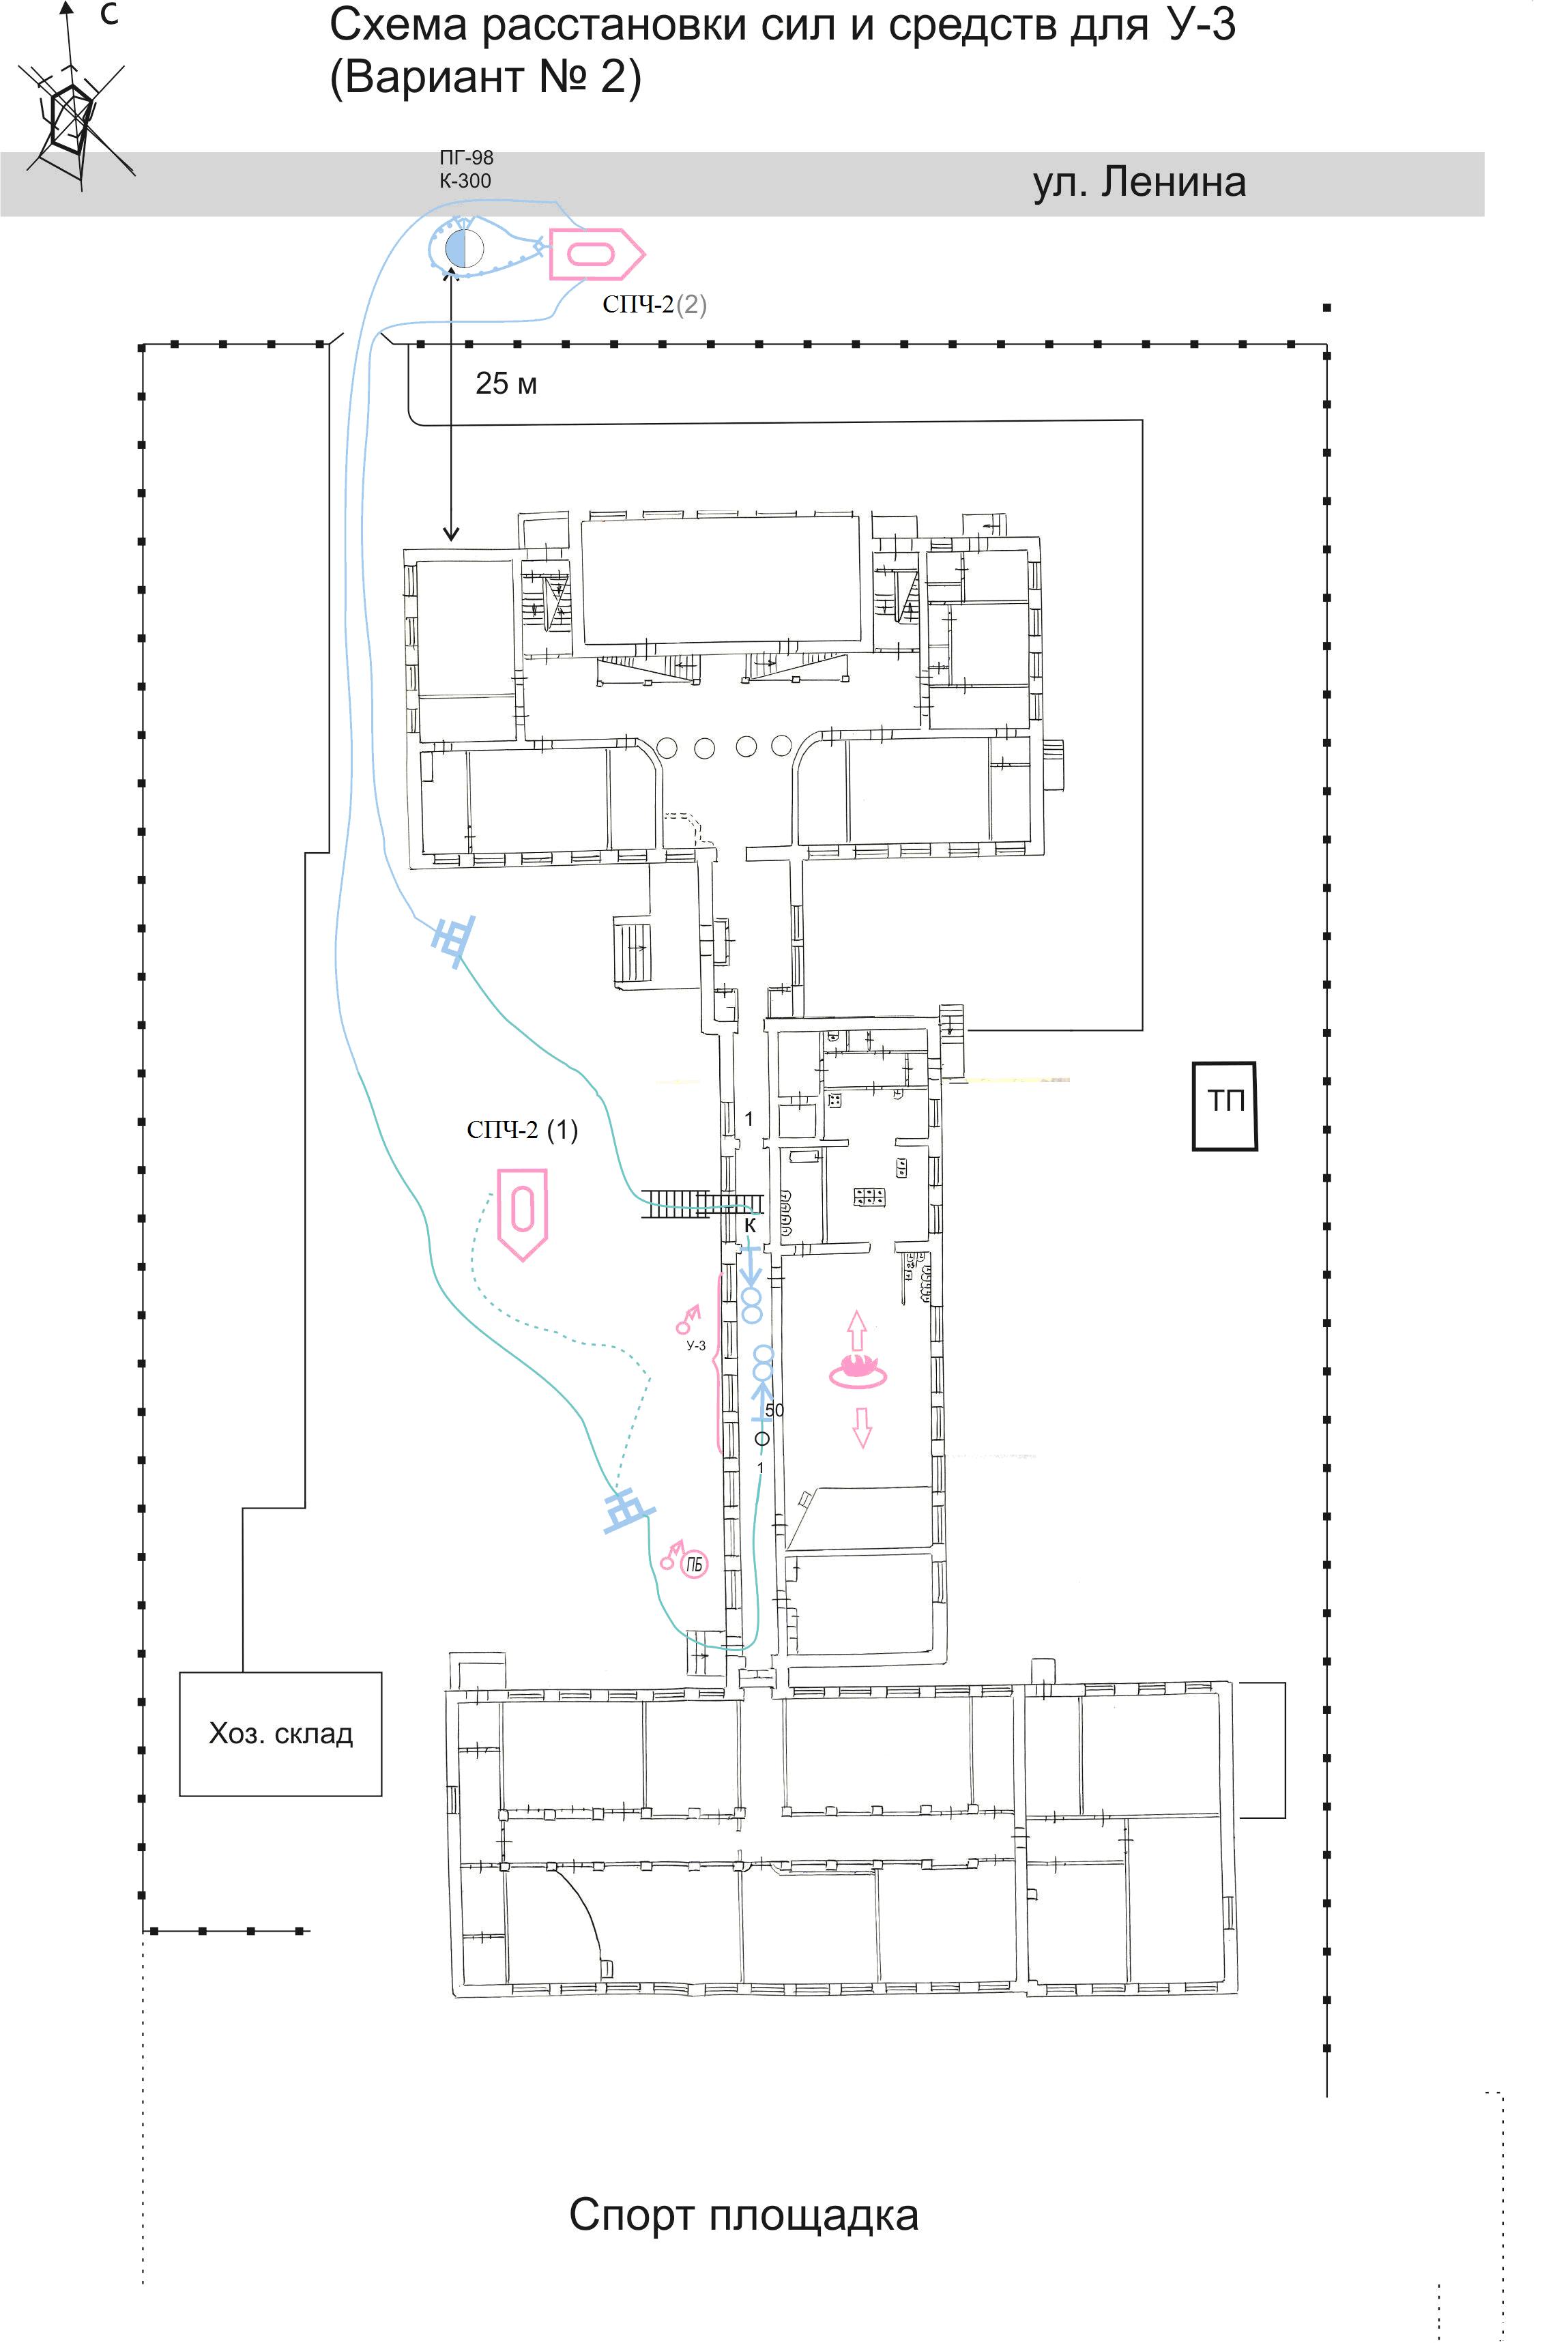 С
Схема расстановки сил и средств для У-3
(Вариант № 2)
ПГ-98
К-300
ул. Ленина
СПЧ-2(2)
25 м
ТП
1
СПЧ-2 (1)
К
У-3
50
1
ПБ
Хоз. склад
Спорт площадка